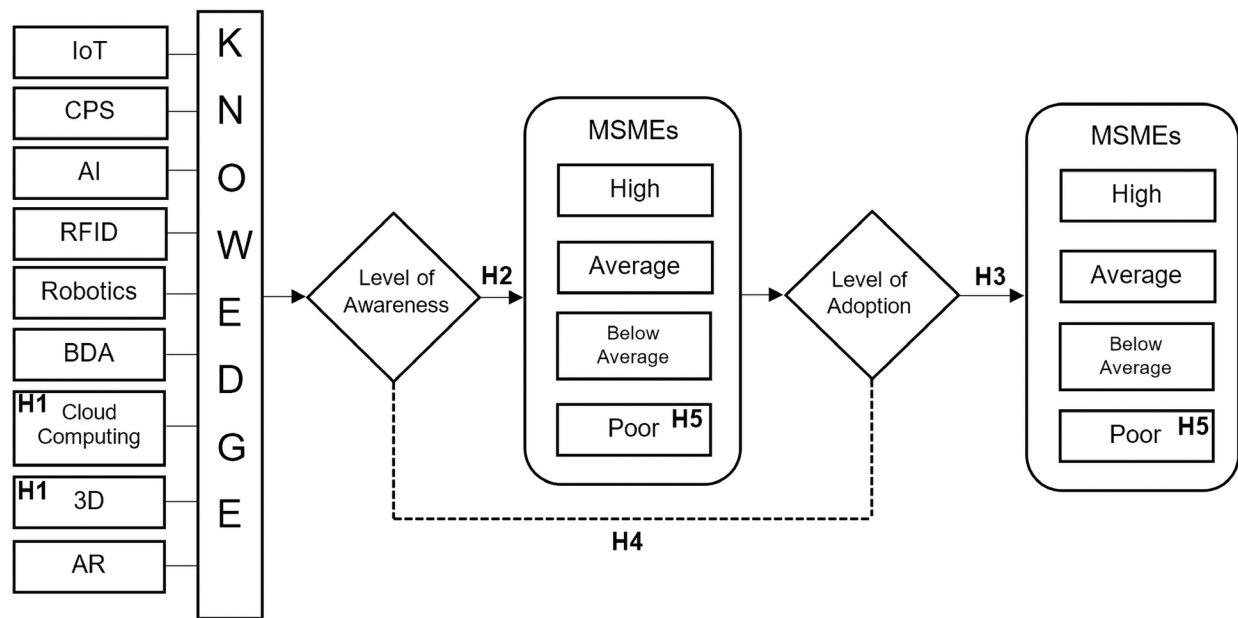 IoT
CPS
AI
RFID
Robotics
BDA
H1
Cloud
Computing
H1
3D
AR
K
N
O
W
E
D
G
E
Level of
Awareness
H2
MSMEs
High
Average
Below
Average
Poor
H5
Level of
Adoption
H4
H3
MSMEs
High
Average
Below
Average
Poor
H5